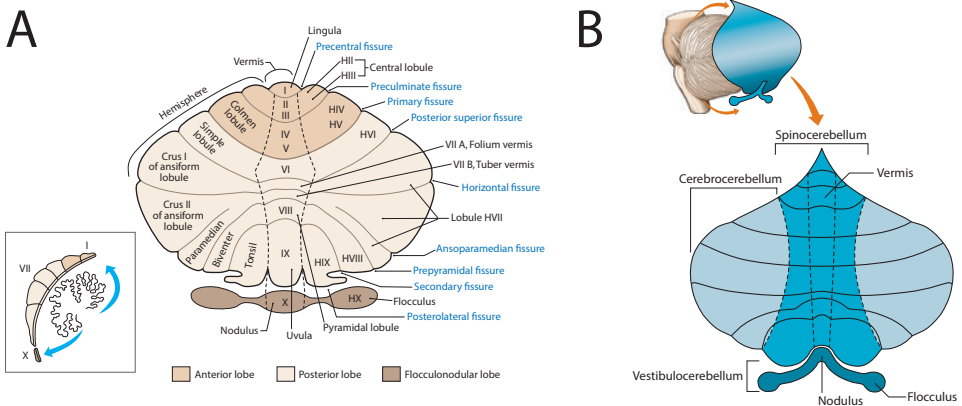 A
Lingula
Precentral fissure
Vermis
HII
HIII
Central lobule
Preculminate fissure
Primary fissure
Posterior superior fissure
Hemisphere
Colmen
lobule
Simple
lobule
Crus I
of ansiform
lobule
Crus II
of ansiform
lobule
Paramedian
Biventer
Tonsil
I
II
III
IV
V
VI
VIII
IX
X
HIV
HV
HVI
HIX
HVIII
HX
VII A, Folium vermis
VII B, Tuber vermis
Horizontal fissure
Lobule HVII
Ansoparamedian fissure
Prepyramidal fissure
Secondary fissure
Flocculus
Posterolateral fissure
Pyramidal lobule
Uvula
Nodulus
I
VII
X
Anterior lobe
Posterior lobe
Flocculonodular lobe
B
Spinocerebellum
Vermis
Cerebrocerebellum
Vestibulocerebellum
Nodulus
Flocculus